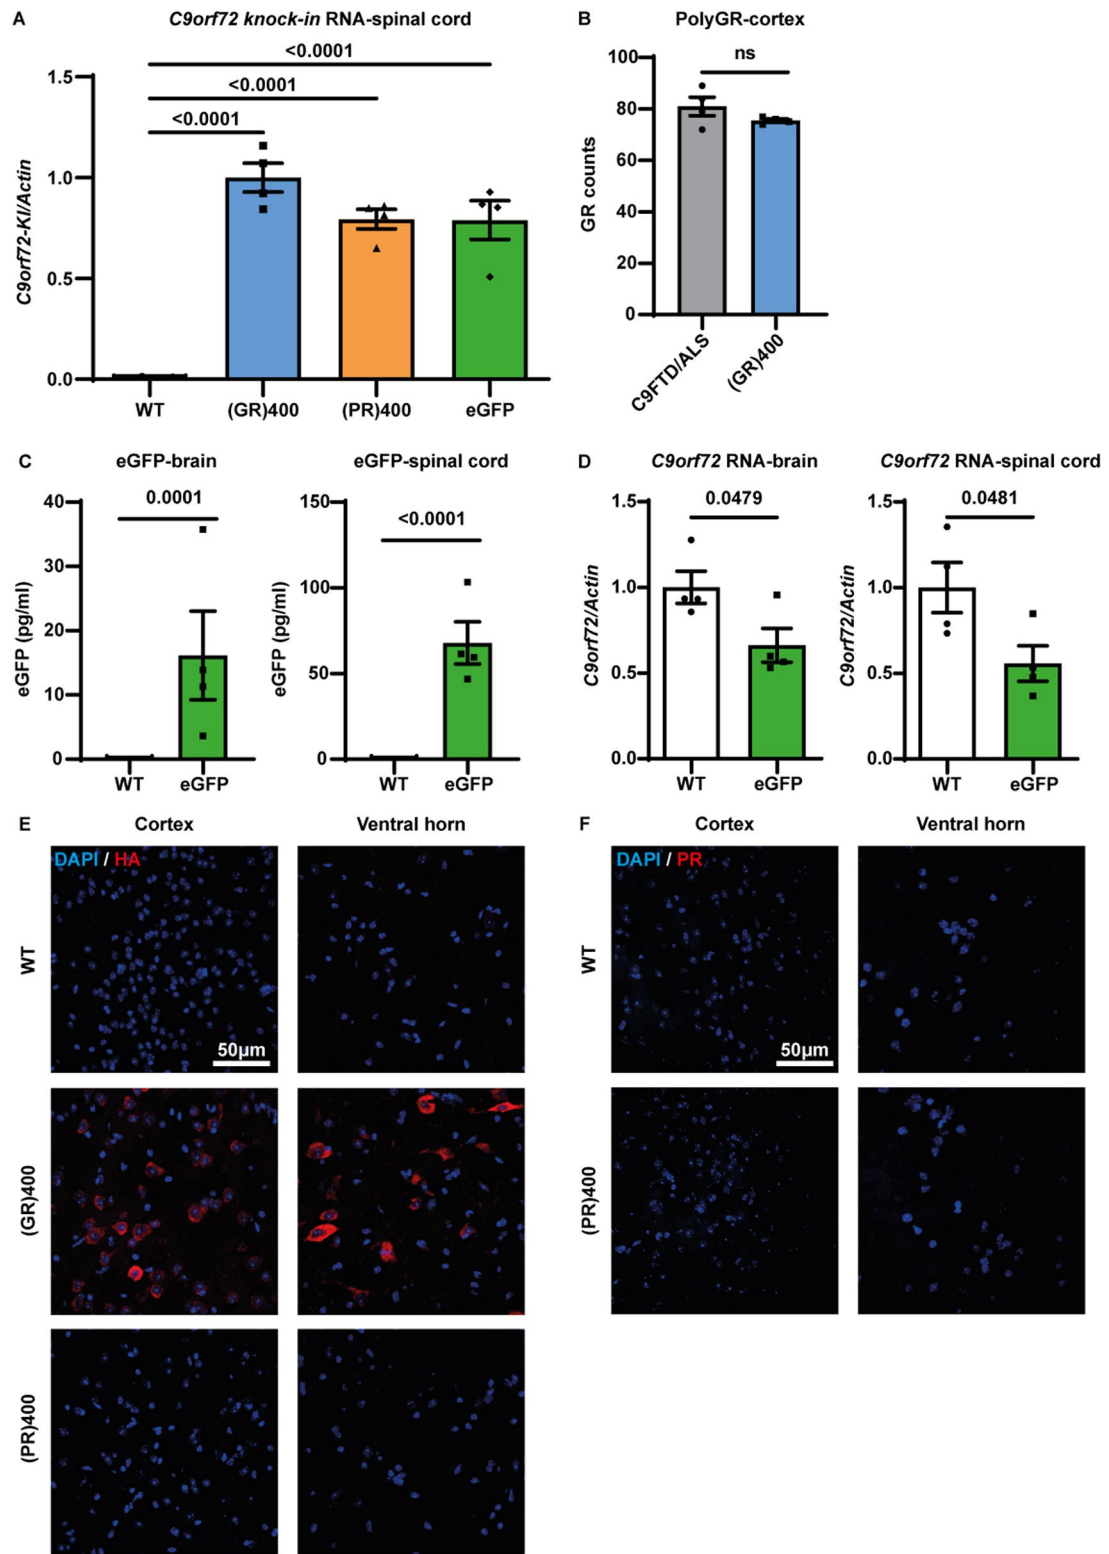 A
C9orf72 knock-in RNA-spinal cord
<0.0001
<0.0001
<0.0001
1.5
1.0
0.5
0.0
C9orf72-KI/Actin
WT
(GR)400
(PR)400
eGFP
B
PolyGR-cortex
ns
100
80
60
40
20
0
GR counts
C9FTD/ALS
(GR)400
C
eGFP-brain
0.0001
40
30
20
10
0
eGFP (pg/ml)
WT
eGFP
eGFP-spinal cord
<0.0001
150
100
50
0
eGFP (pg/ml)
WT
eGFP
D
C9orf72 RNA-brain
0.0479
1.5
1.0
0.5
0.0
C9orf72/Actin
WT
eGFP
C9orf72 RNA-spinal cord
0.0481
1.5
1.0
0.5
0.0
C9orf72/Actin
WT
eGFP
E
Cortex
Ventral horn
DAPI / HA
WT
50µm
(GR)400
(PR)400
F
Cortex
Ventral horn
DAPI / PR
WT
50µm
(PR)400